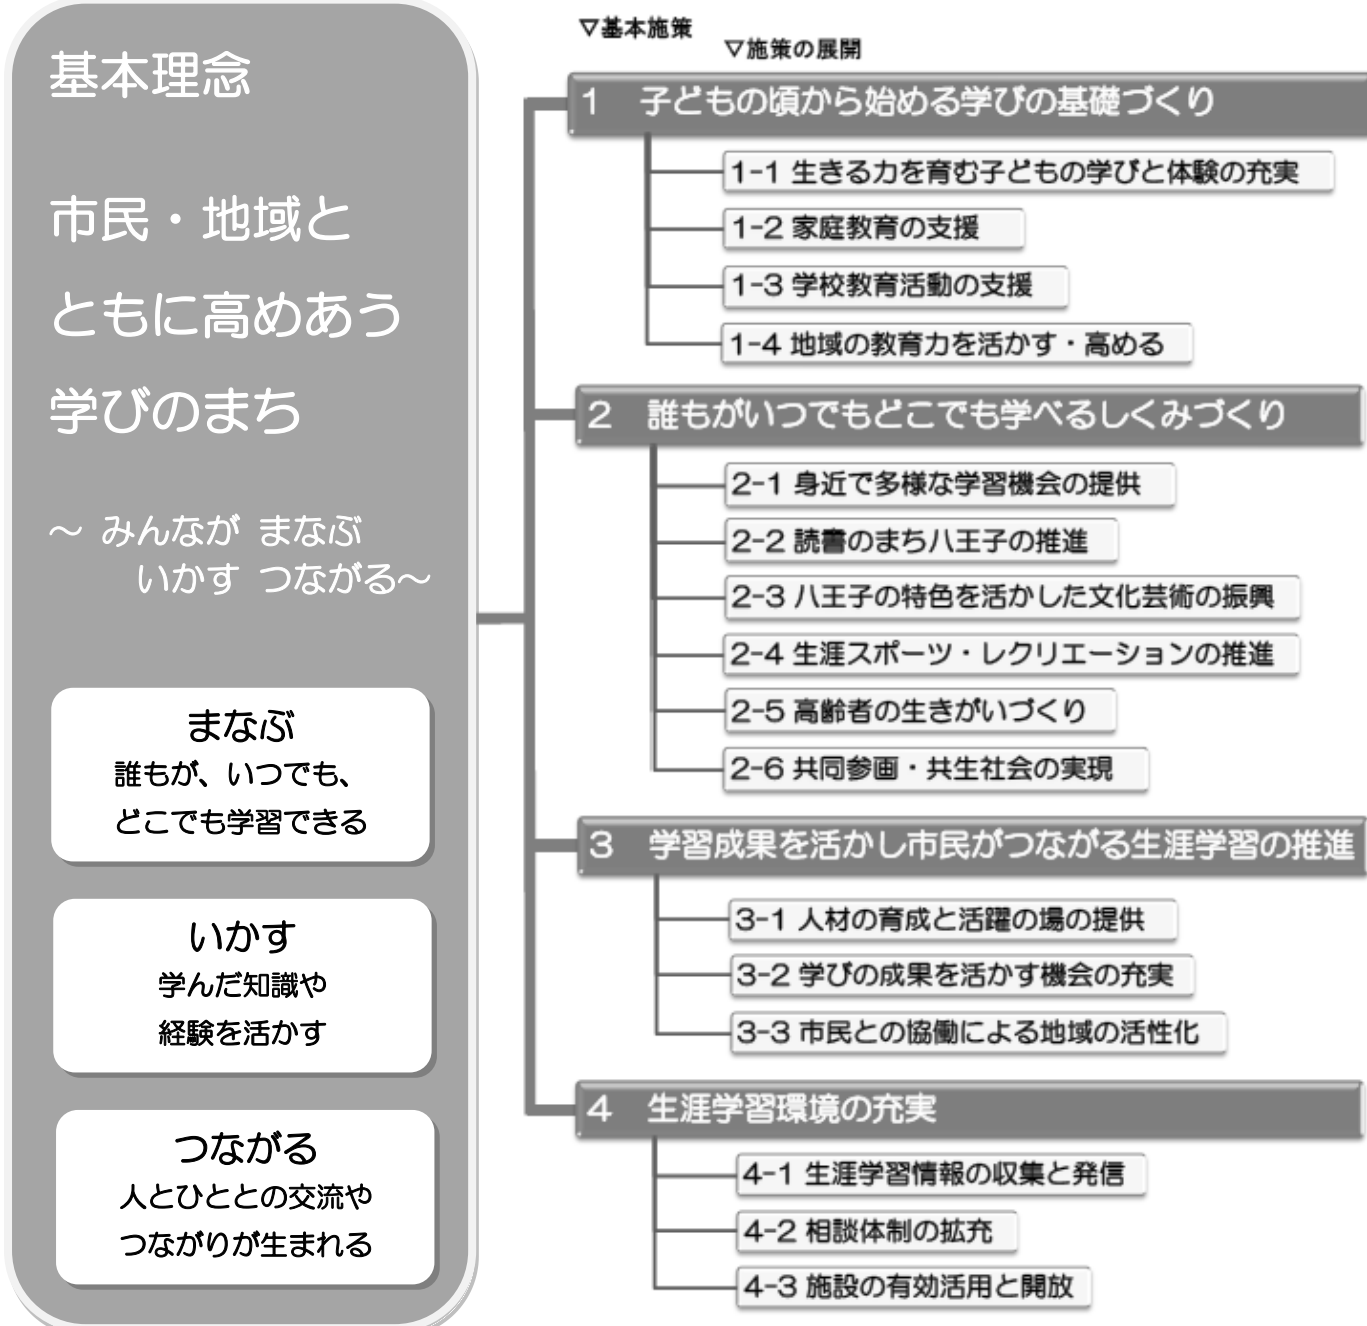 基本理念
市民・地域と
ともに高めあう
学びのまち
～ みんなが まなぶ
いかす つながる～
まなぶ
誰もが、いつでも、
どこでも学習できる
いかす
学んだ知識や
経験を活かす
つながる
人とひととの交流や
つながりが生まれる
▽基本施策
▽施策の展開
1 子どもの頃から始める学びの基礎づくり
1-1 生きる力を育む子どもの学びと体験の充実
1-2 家庭教育の支援
1-3 学校教育活動の支援
1-4 地域の教育力を活かす・高める
2 誰もがいつでもどこでも学べるしくみづくり
2-1 身近で多様な学習機会の提供
2-2 読書のまち八王子の推進
2-3 八王子の特色を活かした文化芸術の振興
2-4 生涯スポーツ・レクリエーションの推進
2-5 高齢者の生きがいづくり
2-6 共同参画・共生社会の実現
3 学習成果を活かし市民がつながる生涯学習の推進
3-1 人材の育成と活躍の場の提供
3-2 学びの成果を活かす機会の充実
3-3 市民との協働による地域の活性化
4 生涯学習環境の充実
4-1 生涯学習情報の収集と発信
4-2 相談体制の拡充
4-3 施設の有効活用と開放